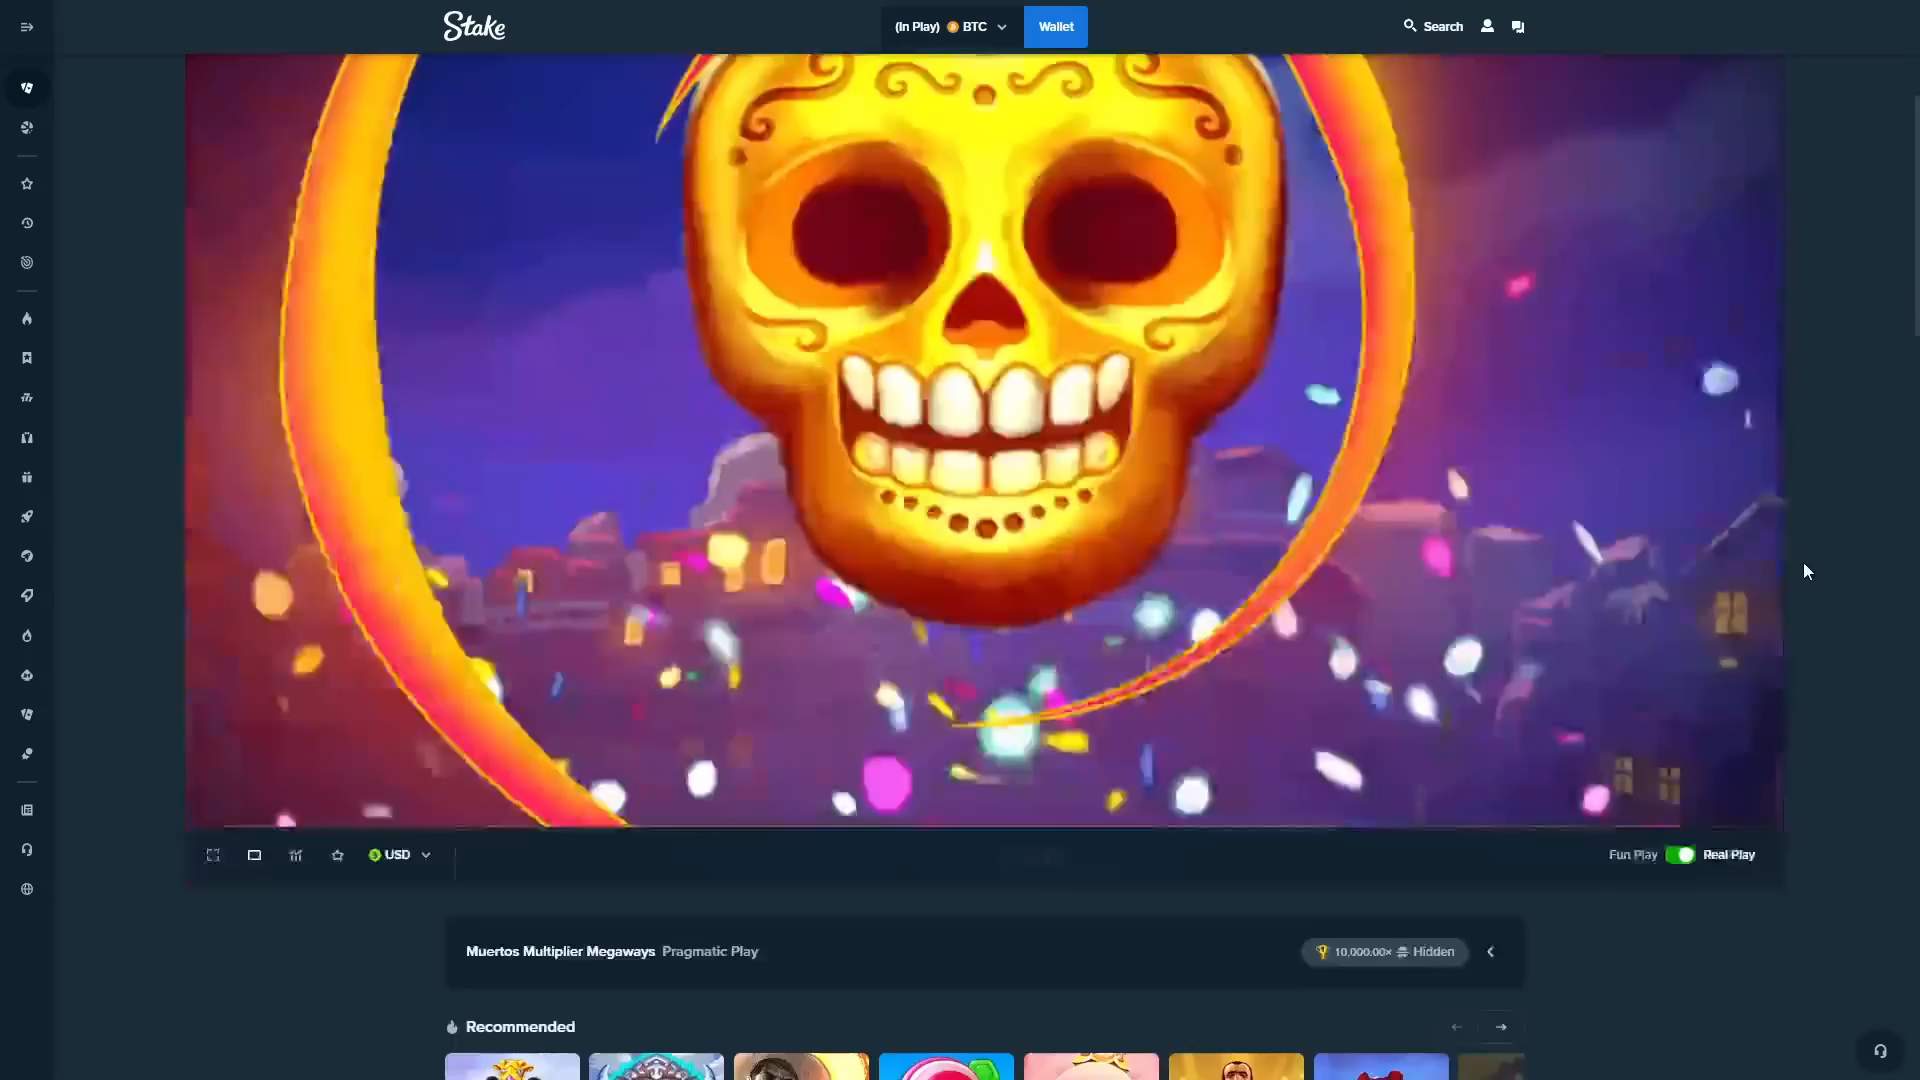 Stake
(In Play) BTC
Wallet
Search
USD
Fun Play
Real Play
Muertos Multiplier Megaways Pragmatic Play
10,000.00× Hidden
Recommended